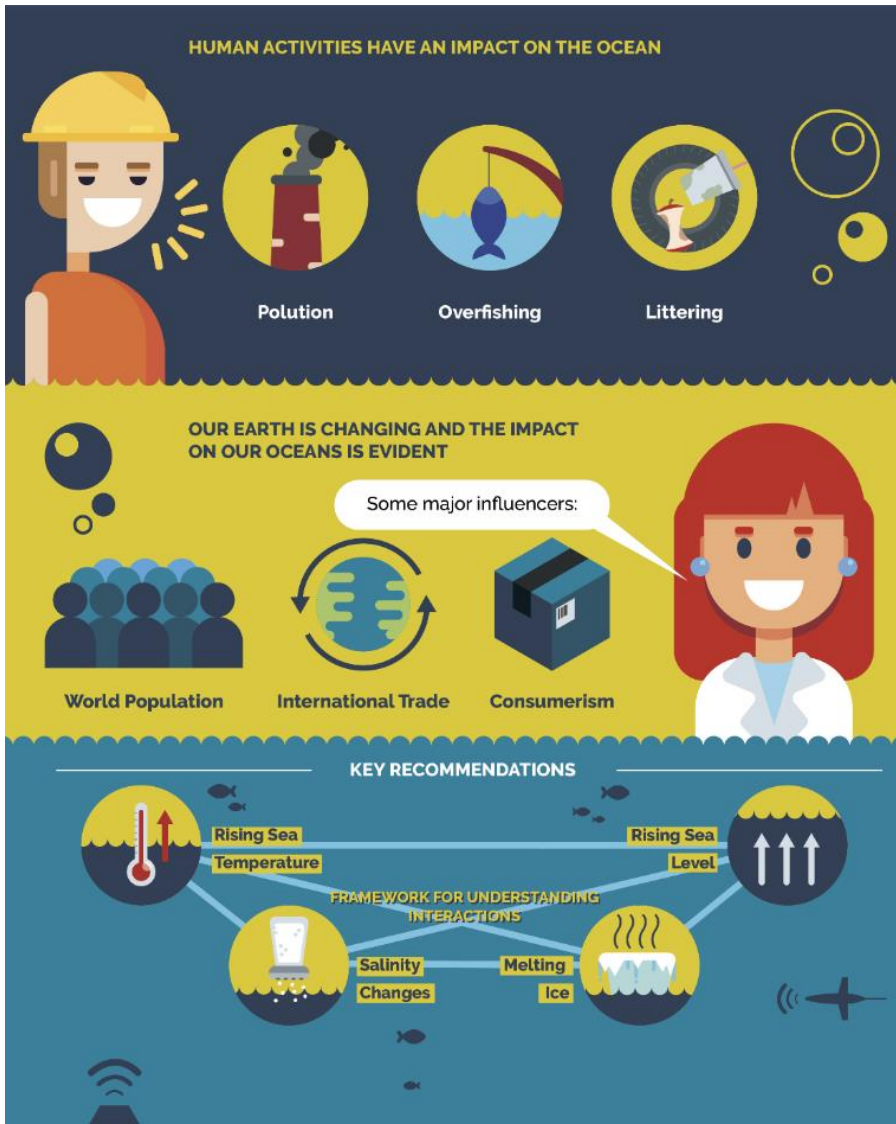 HUMAN ACTIVITIES HAVE AN IMPACT ON THE OCEAN
Polution
Overfishing
Littering
OUR EARTH IS CHANGING AND THE IMPACT
ON OUR OCEANS IS EVIDENT
Some major influencers:
World Population
International Trade
Consumerism
KEY RECOMMENDATIONS
Rising Sea
Temperature
Rising Sea
Level
FRAMEWORK FOR UNDERSTANDING
INTERACTIONS
Salinity
Changes
Melting
Ice